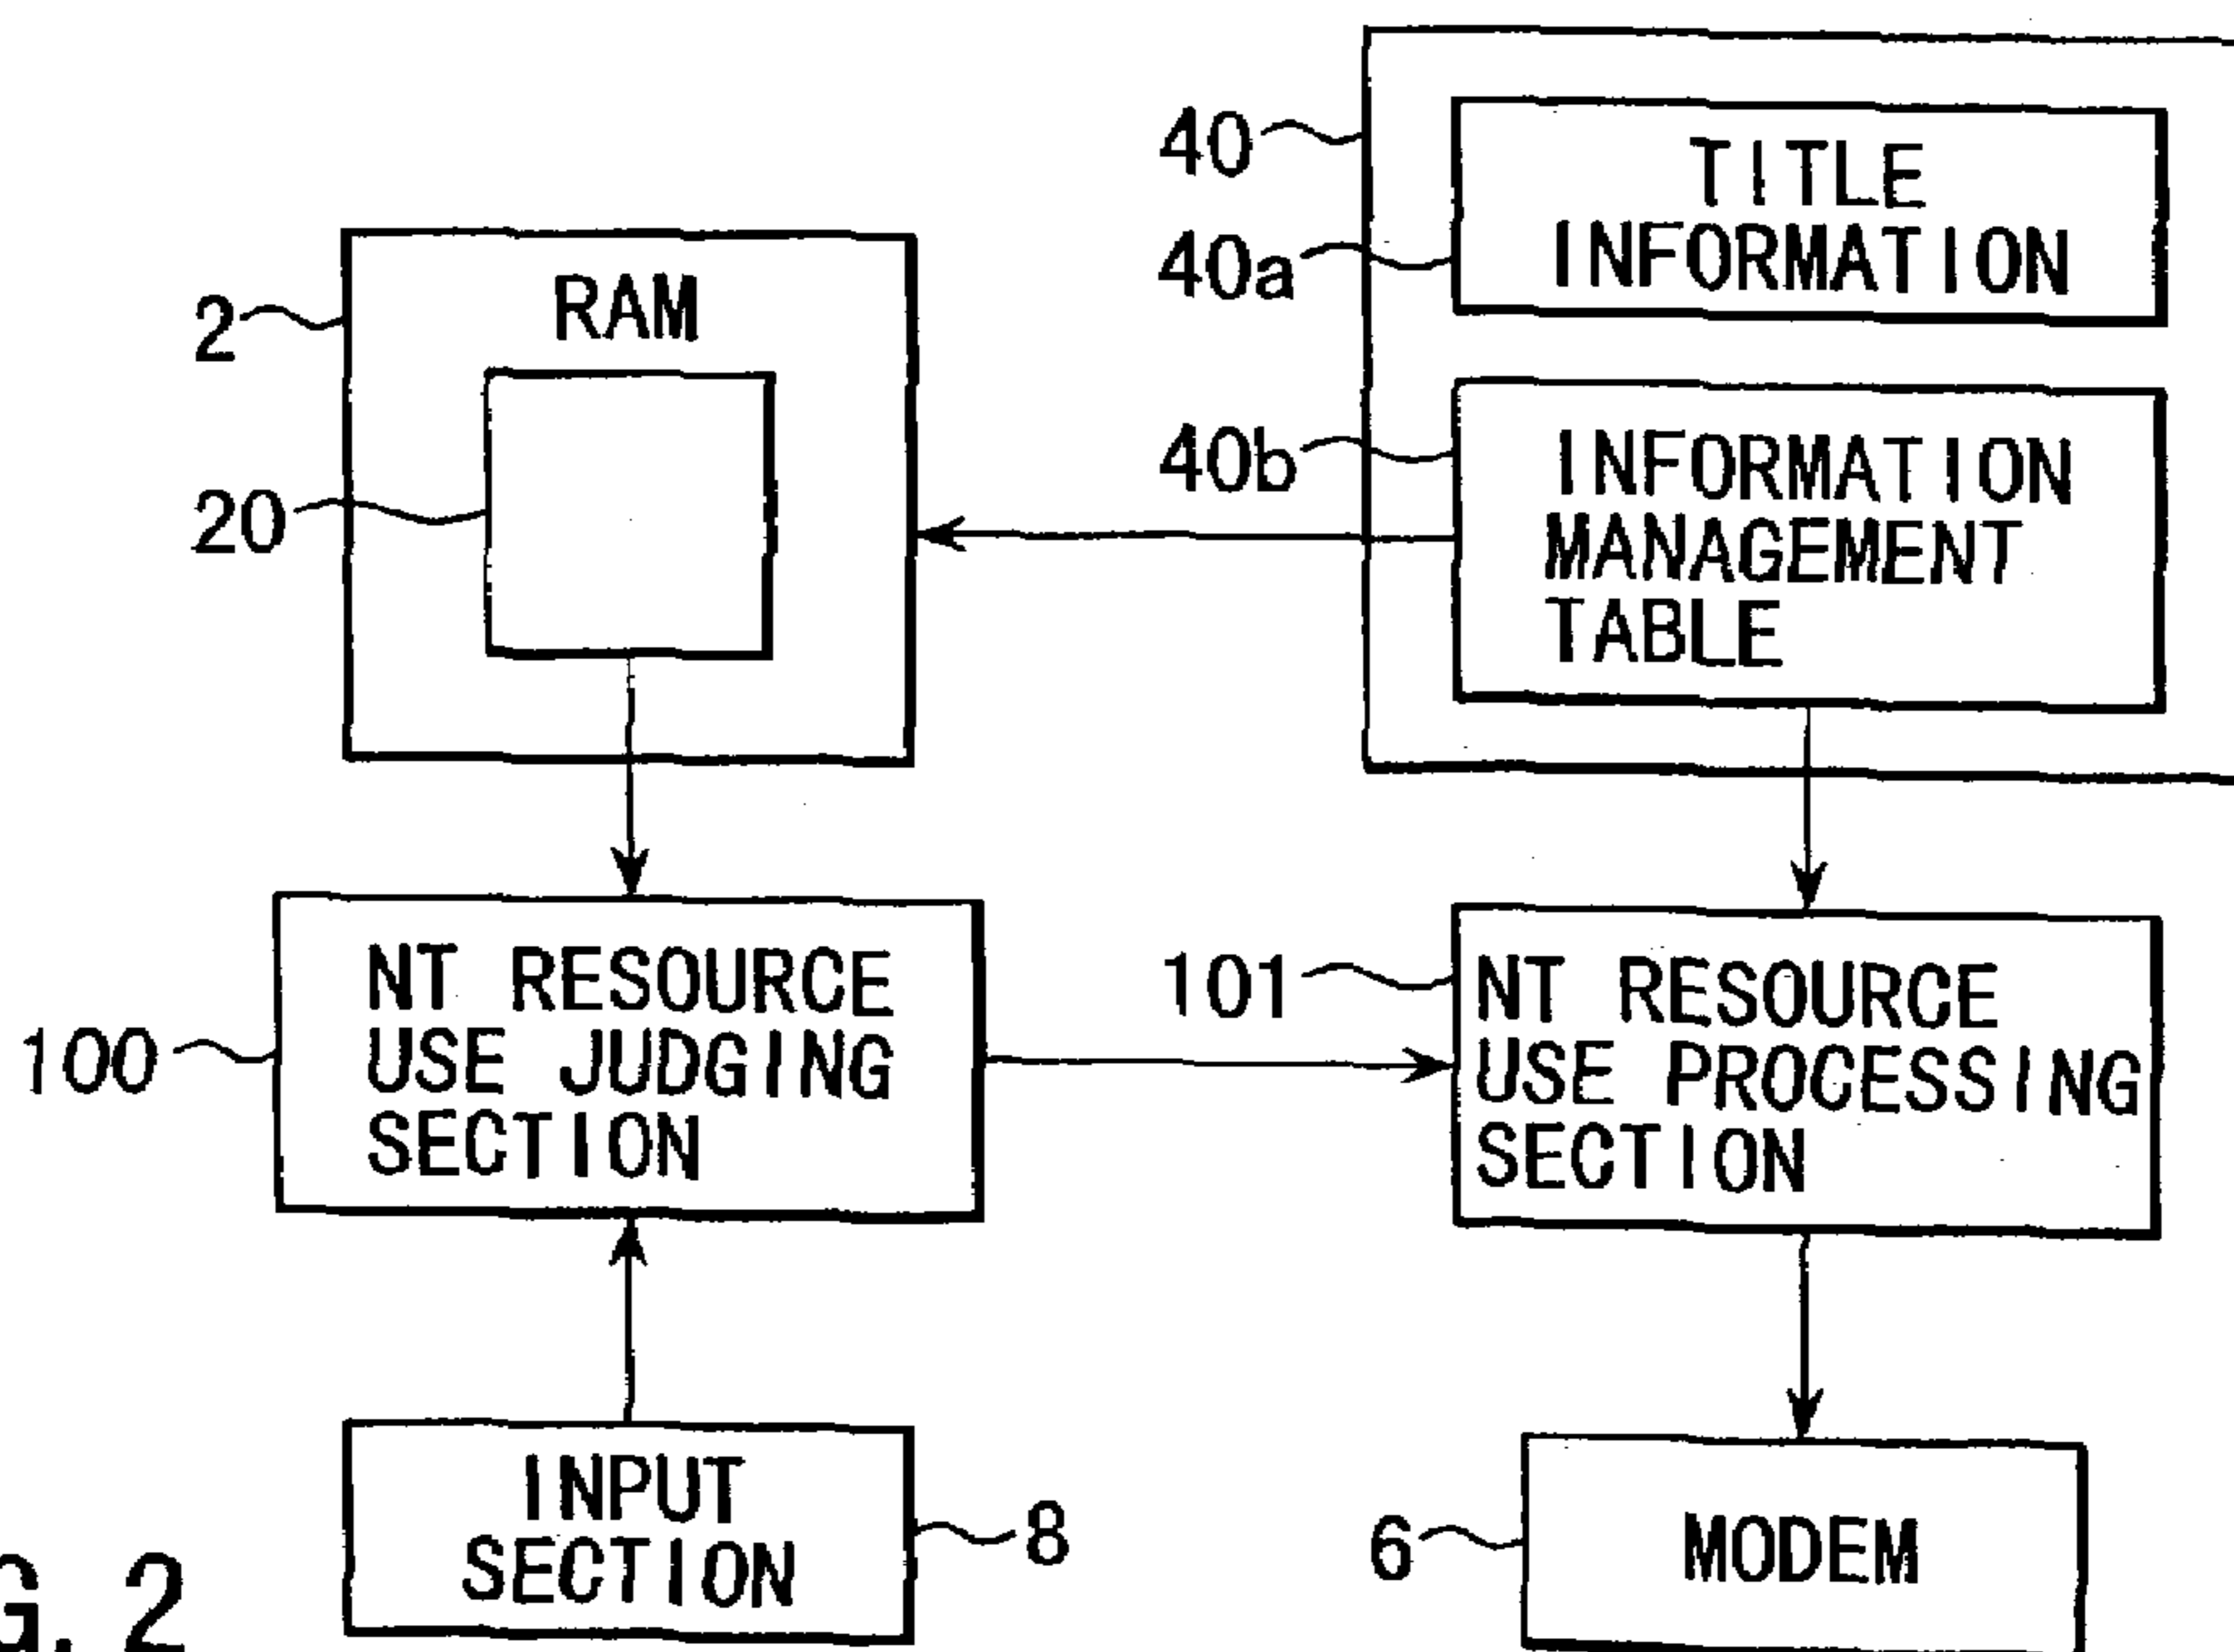 40
TITLE
INFORMATION
40a
2
RAM
40b
INFORMATION
MANAGEMENT
TABLE
20
NT RESOURCE
USE JUDGING
SECTION
100
101
NT RESOURCE
USE PROCESSING
SECTION
INPUT
SECTION
8
6
MODEM
G. 2